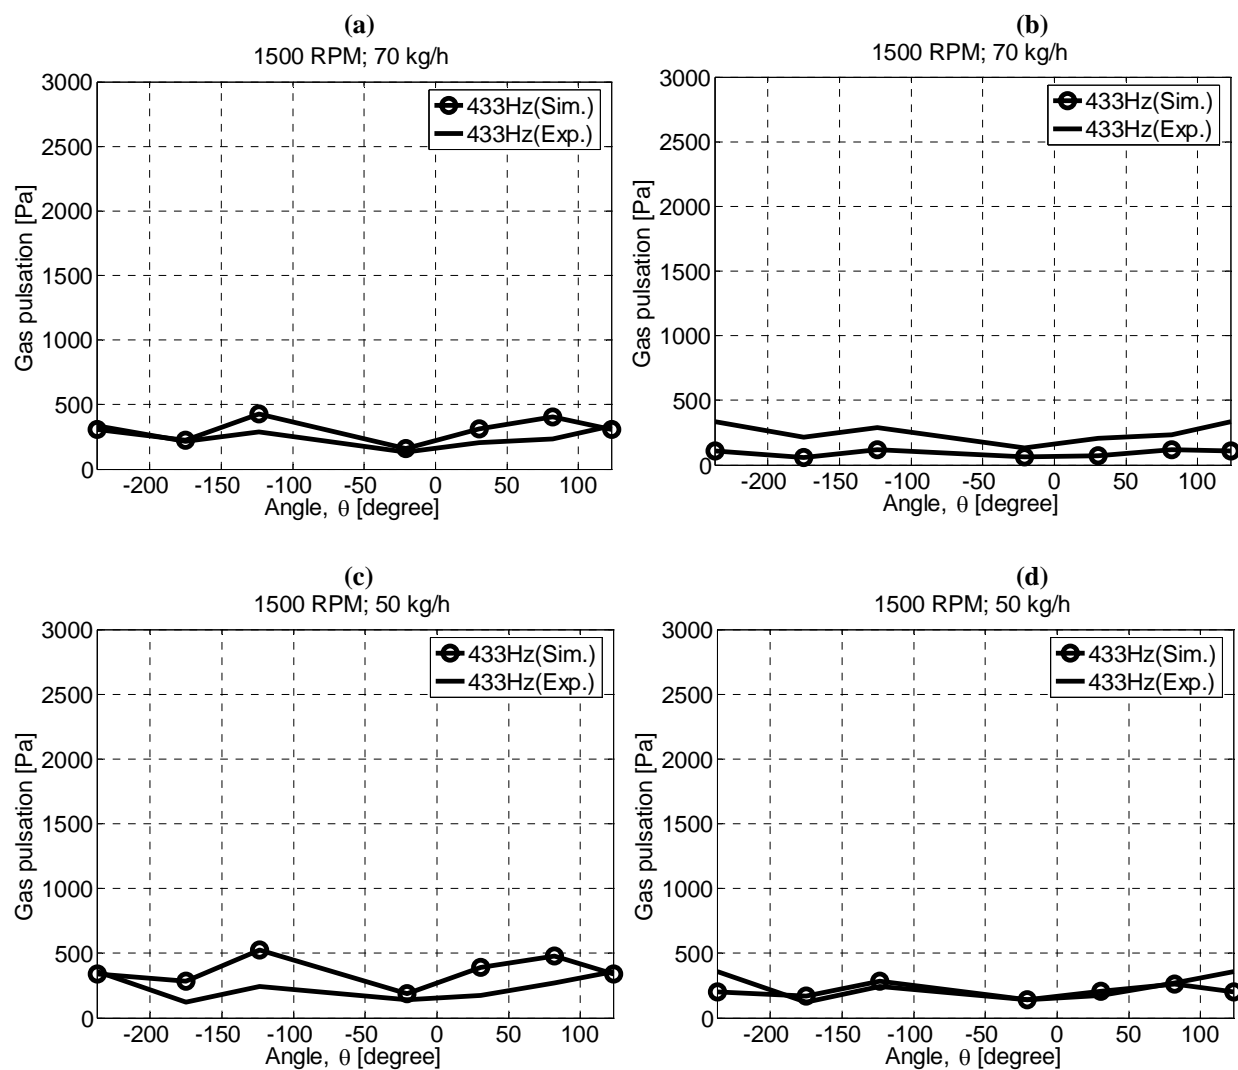 (a)
1500 RPM; 70 kg/h
433Hz(Sim.)
433Hz(Exp.)
Gas pulsation [Pa]
3000
2500
2000
1500
1000
500
0
-200 -150 -100 -50 0 50 100
Angle, θ [degree]
(b)
1500 RPM; 70 kg/h
433Hz(Sim.)
433Hz(Exp.)
Gas pulsation [Pa]
3000
2500
2000
1500
1000
500
0
-200 -150 -100 -50 0 50 100
Angle, θ [degree]
(c)
1500 RPM; 50 kg/h
433Hz(Sim.)
433Hz(Exp.)
Gas pulsation [Pa]
3000
2500
2000
1500
1000
500
0
-200 -150 -100 -50 0 50 100
Angle, θ [degree]
(d)
1500 RPM; 50 kg/h
433Hz(Sim.)
433Hz(Exp.)
Gas pulsation [Pa]
3000
2500
2000
1500
1000
500
0
-200 -150 -100 -50 0 50 100
Angle, θ [degree]